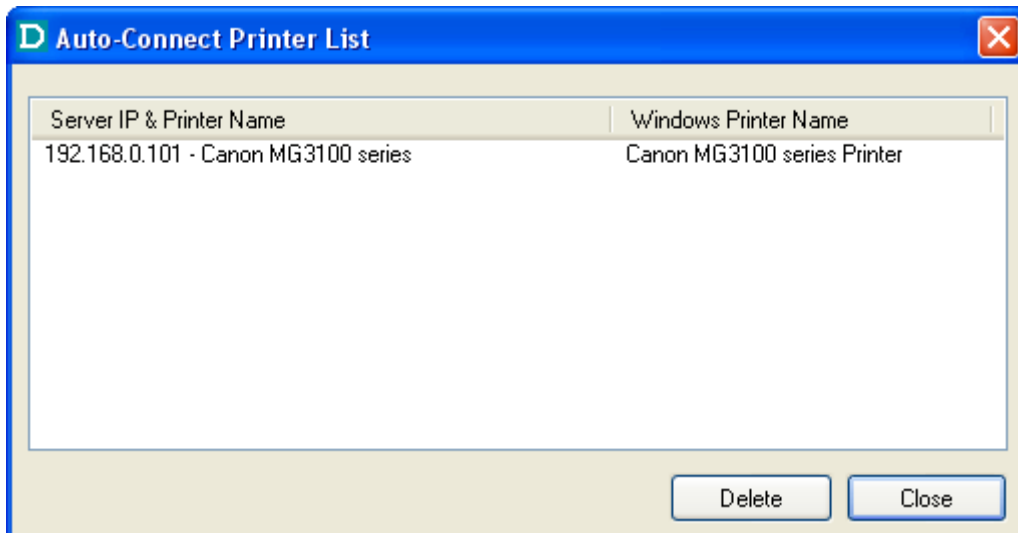 D Auto-Connect Printer List
Server IP & Printer Name Windows Printer Name
192.168.0.101 - Canon MG3100 series Canon MG3100 series Printer
Delete Close